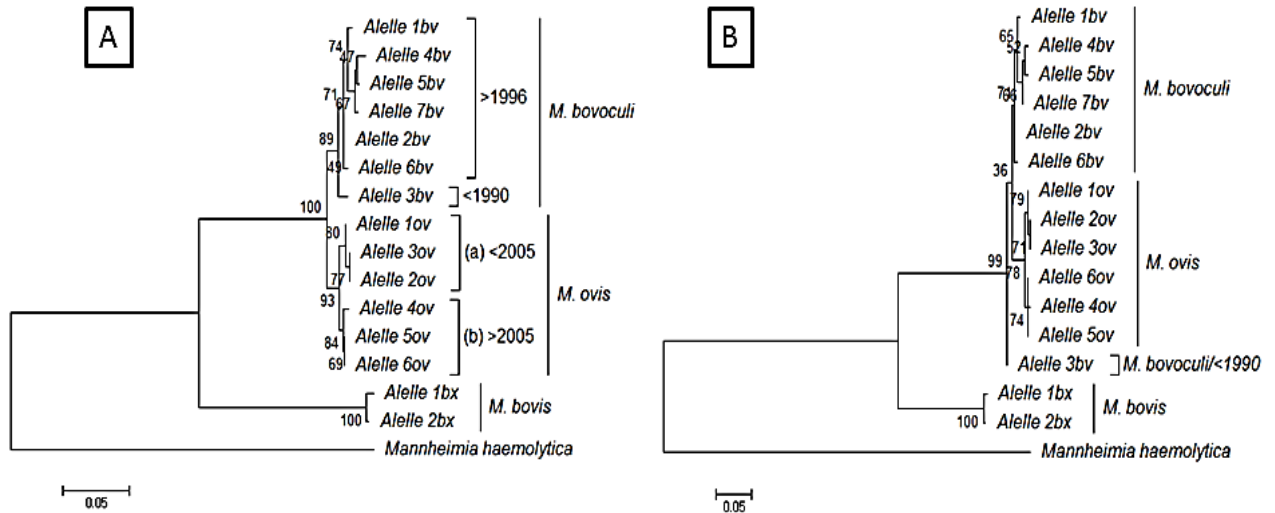 A
Alelle 1bv
74
Alelle 4bv
47
Alelle 5bv
>1996
71
67
Alelle 7bv
M. bovoculi
89
Alelle 2bv
49
Alelle 6bv
Alelle 3bv
<1990
100
Alelle 1ov
80
Alelle 3ov
(a) <2005
77
Alelle 2ov
93
M. ovis
Alelle 4ov
84
Alelle 5ov
(b) >2005
69
Alelle 6ov
Alelle 1bx
100
Alelle 2bx
M. bovis
Mannheimia haemolytica
0.05
B
Alelle 1bv
65
52
Alelle 4bv
Alelle 5bv
M. bovoculi
66
Alelle 7bv
Alelle 2bv
36
Alelle 6bv
79
Alelle 1ov
Alelle 2ov
71
Alelle 3ov
M. ovis
99
78
Alelle 6ov
Alelle 4ov
74
Alelle 5ov
Alelle 3bv
M. bovoculi/<1990
Alelle 1bx
100
Alelle 2bx
M. bovis
Mannheimia haemolytica
0.05